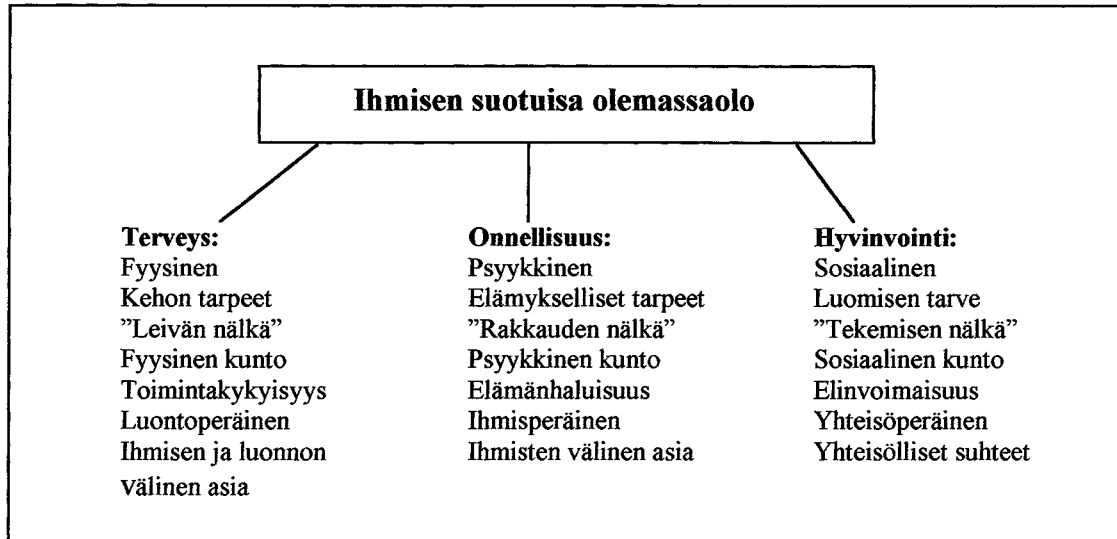 Ihmisen suotuisa olemassaolo
Terveys:
Fyysinen
Kehon tarpeet
”Leivän nälkä”
Fyysinen kunto
Toimintakykyisyys
Luontoperäinen
Ihmisen ja luonnon
välinen asia
Onnellisuus:
Psyykkinen
Elämykselliset tarpeet
”Rakkauden nälkä”
Psyykkinen kunto
Elämänhaluisuus
Ihmisperäinen
Ihmisten välinen asia
Hyvinvointi:
Sosiaalinen
Luomisen tarve
”Tekemisen nälkä”
Sosiaalinen kunto
Elinvoimaisuus
Yhteisöperäinen
Yhteisölliset suhteet